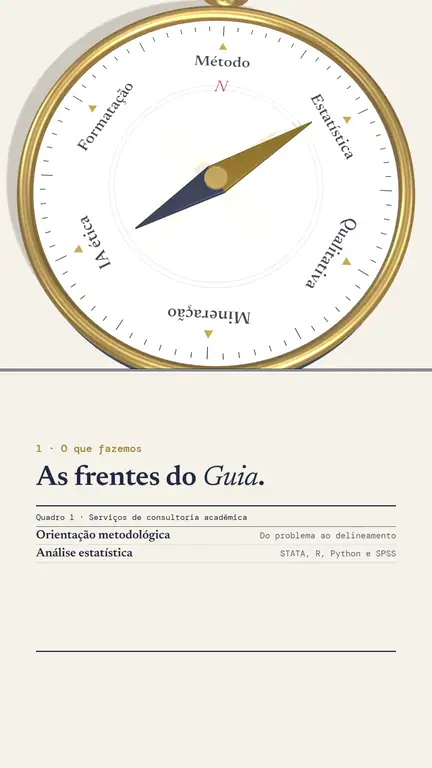 Método
N
Formatação
Estatística
IA ética
Qualitativa
Mineração
1 · O que fazemos
As frentes do Guia.
Quadro 1 · Serviços de consultoria acadêmica
Orientação metodológica Do problema ao delineamento
Análise estatística STATA, R, Python e SPSS